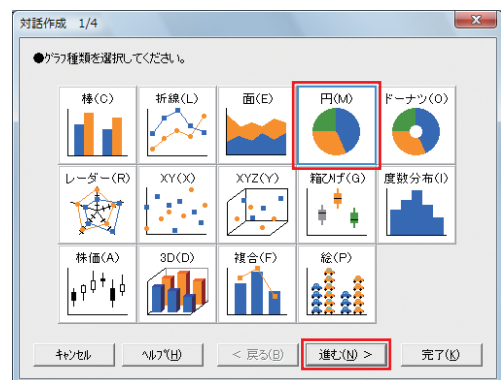 対話作成 1/4
●ｸﾞﾗﾌ種類を選択してください。
棒(C) 折線(L) 面(E) 円(M) ドーナツ(O)
レーダー(R) XY(X) XYZ(Y) 箱ﾋｹﾞ(G) 度数分布(I)
株価(A) 3D(D) 複合(F) 絵(P)
ｷｬﾝｾﾙ ﾍﾙﾌﾟ(H) < 戻る(B) 進む(N) > 完了(K)